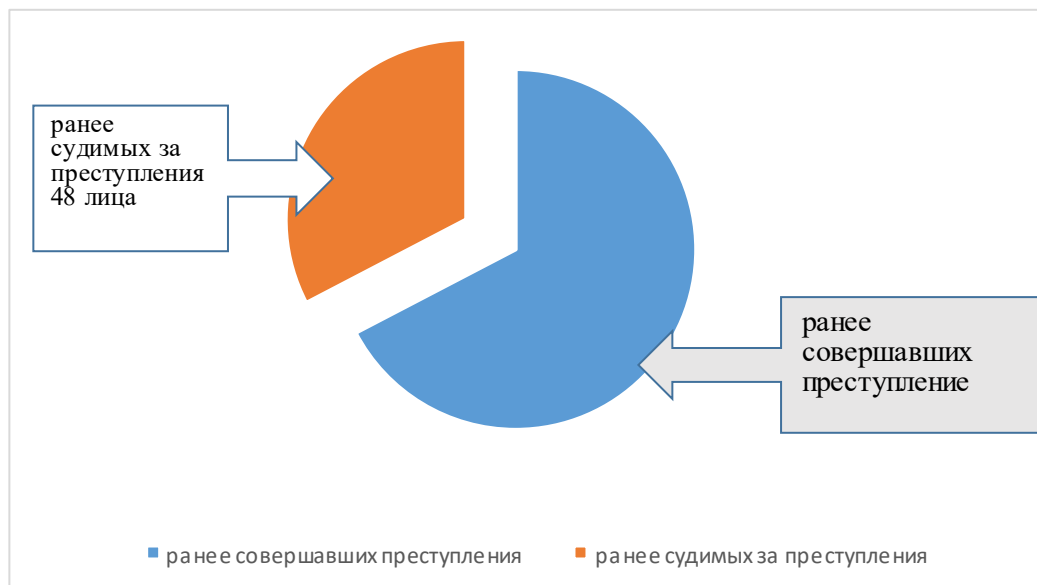 ранее
судимых за
преступления
48 лица
ранее
совершавших
преступление
ранее совершавших преступления
ранее судимых за преступления